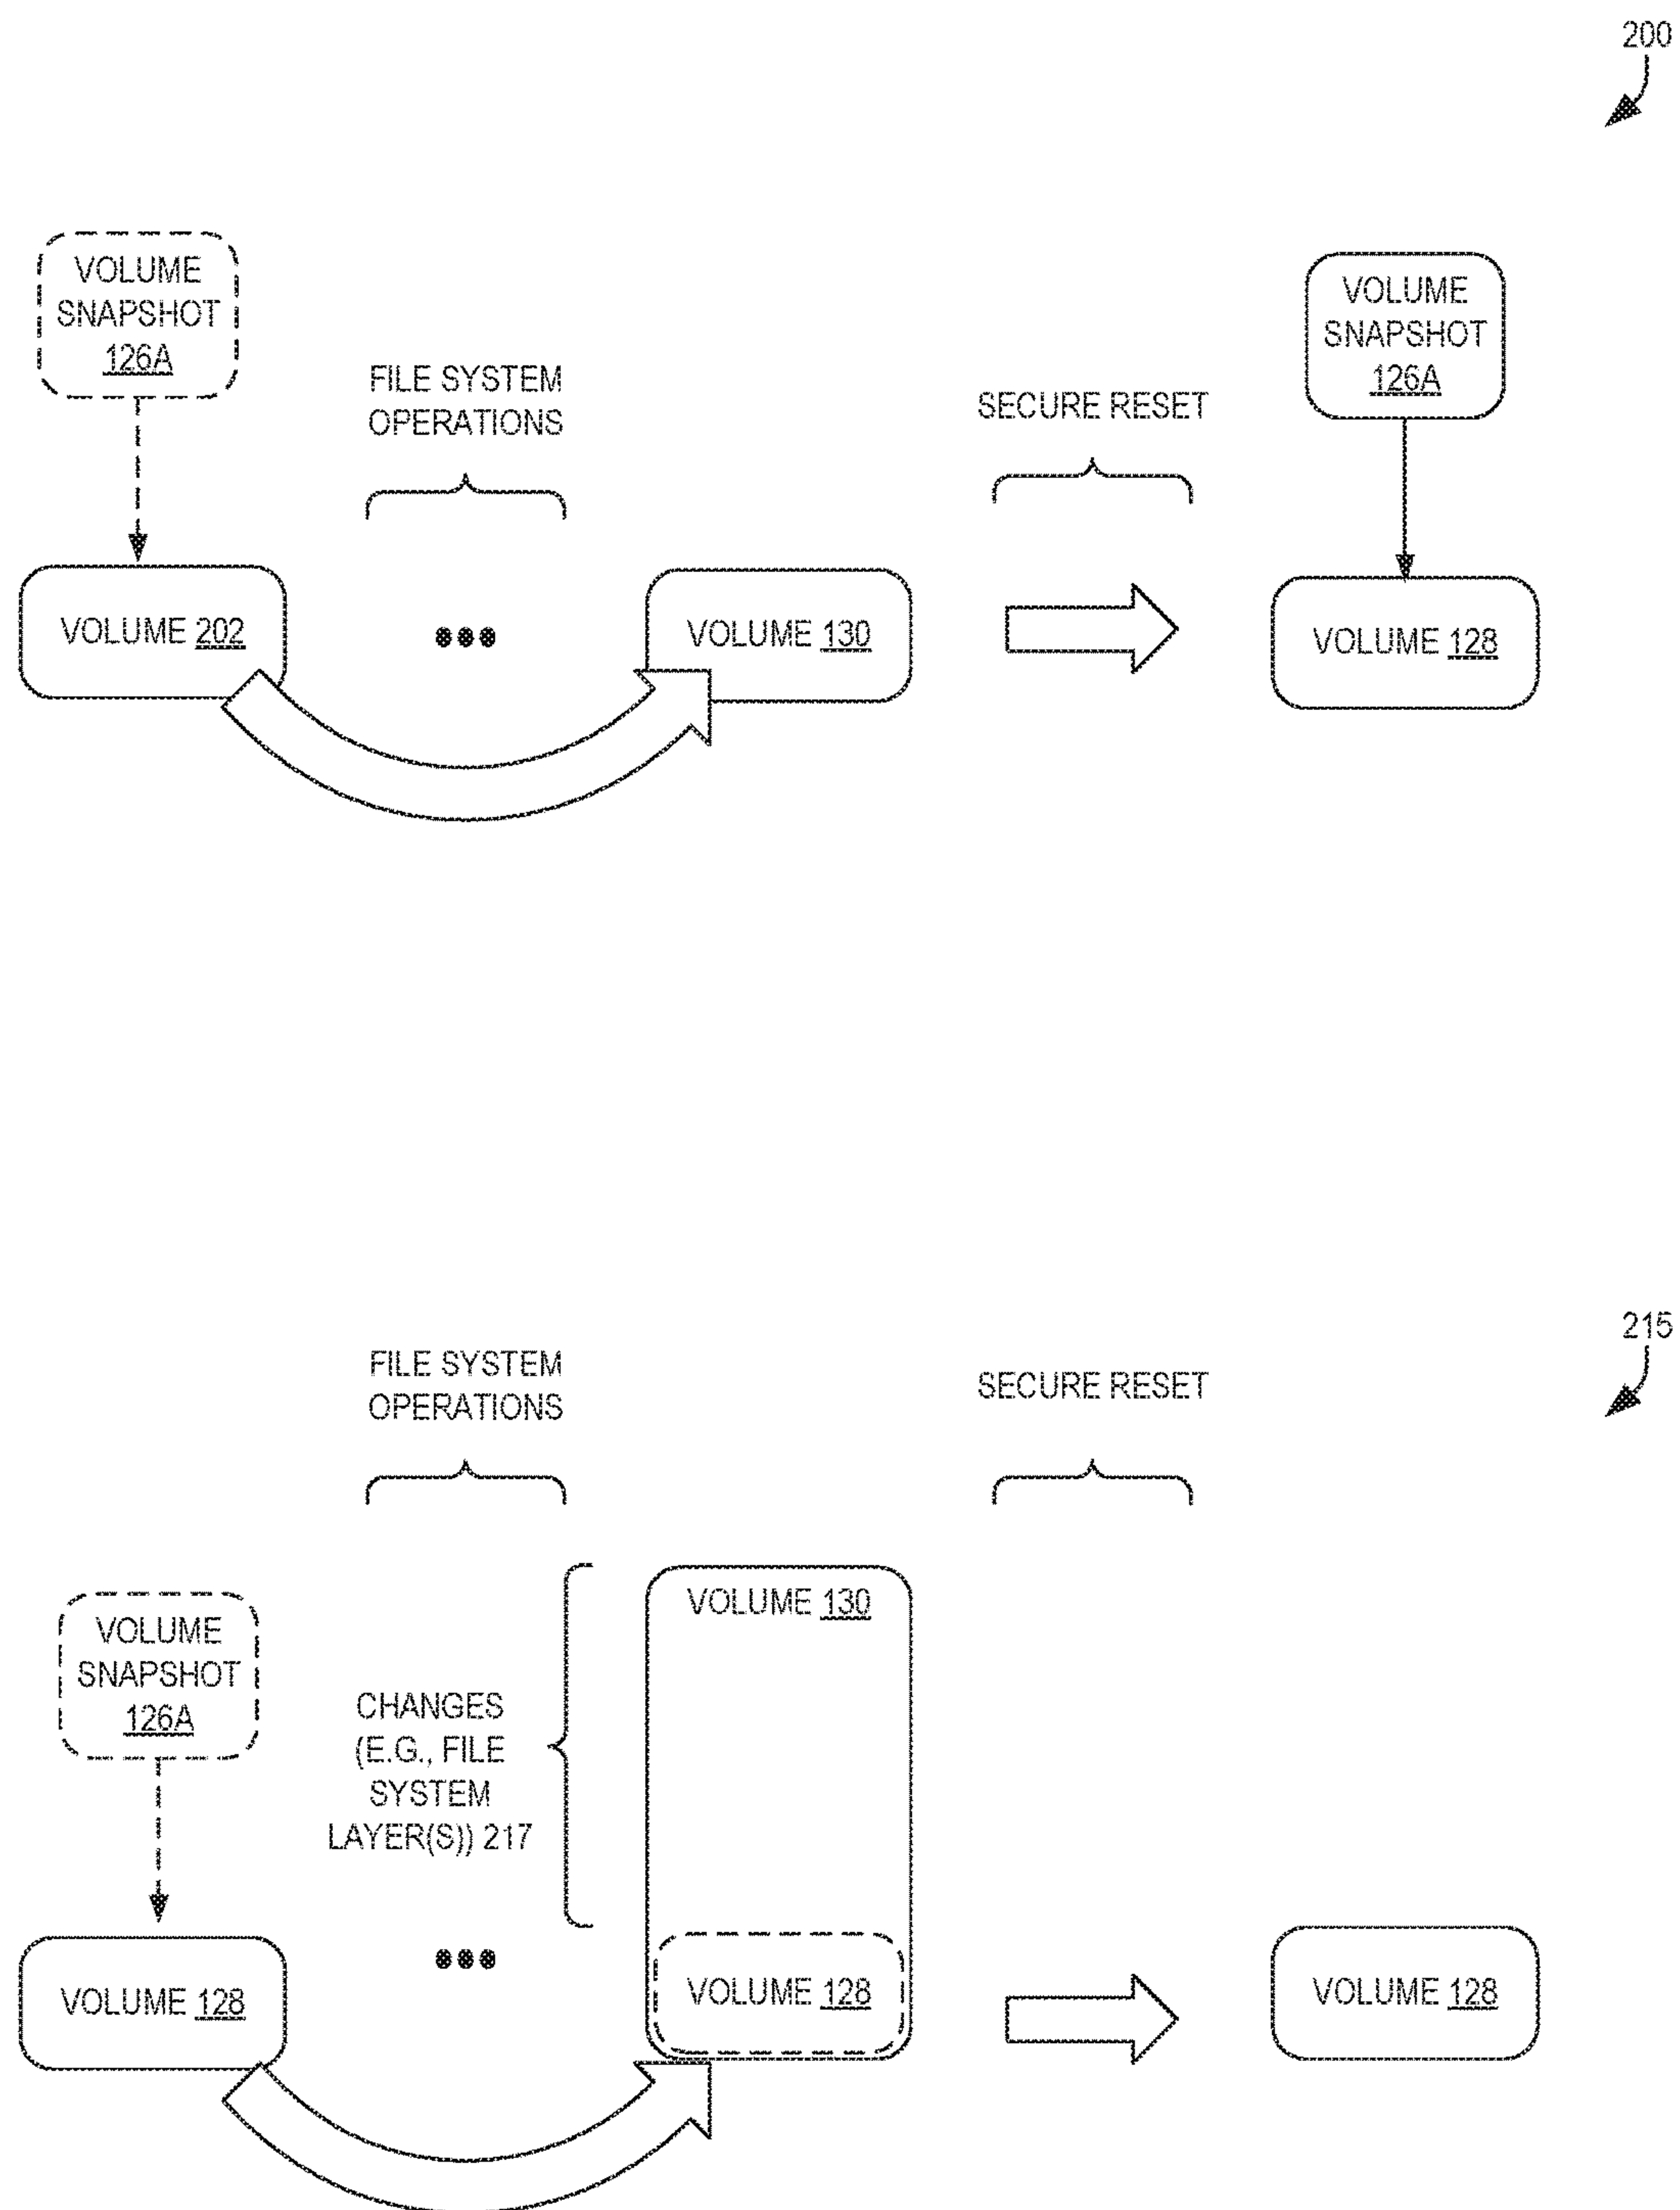 200
VOLUME
SNAPSHOT
126A
FILE SYSTEM
OPERATIONS
SECURE RESET
VOLUME
SNAPSHOT
126A
VOLUME 202
VOLUME 130
VOLUME 128
215
FILE SYSTEM
OPERATIONS
SECURE RESET
VOLUME
SNAPSHOT
126A
CHANGES
(E.G., FILE
SYSTEM
LAYER(S)) 217
VOLUME 130
VOLUME 128
VOLUME 128
VOLUME 128